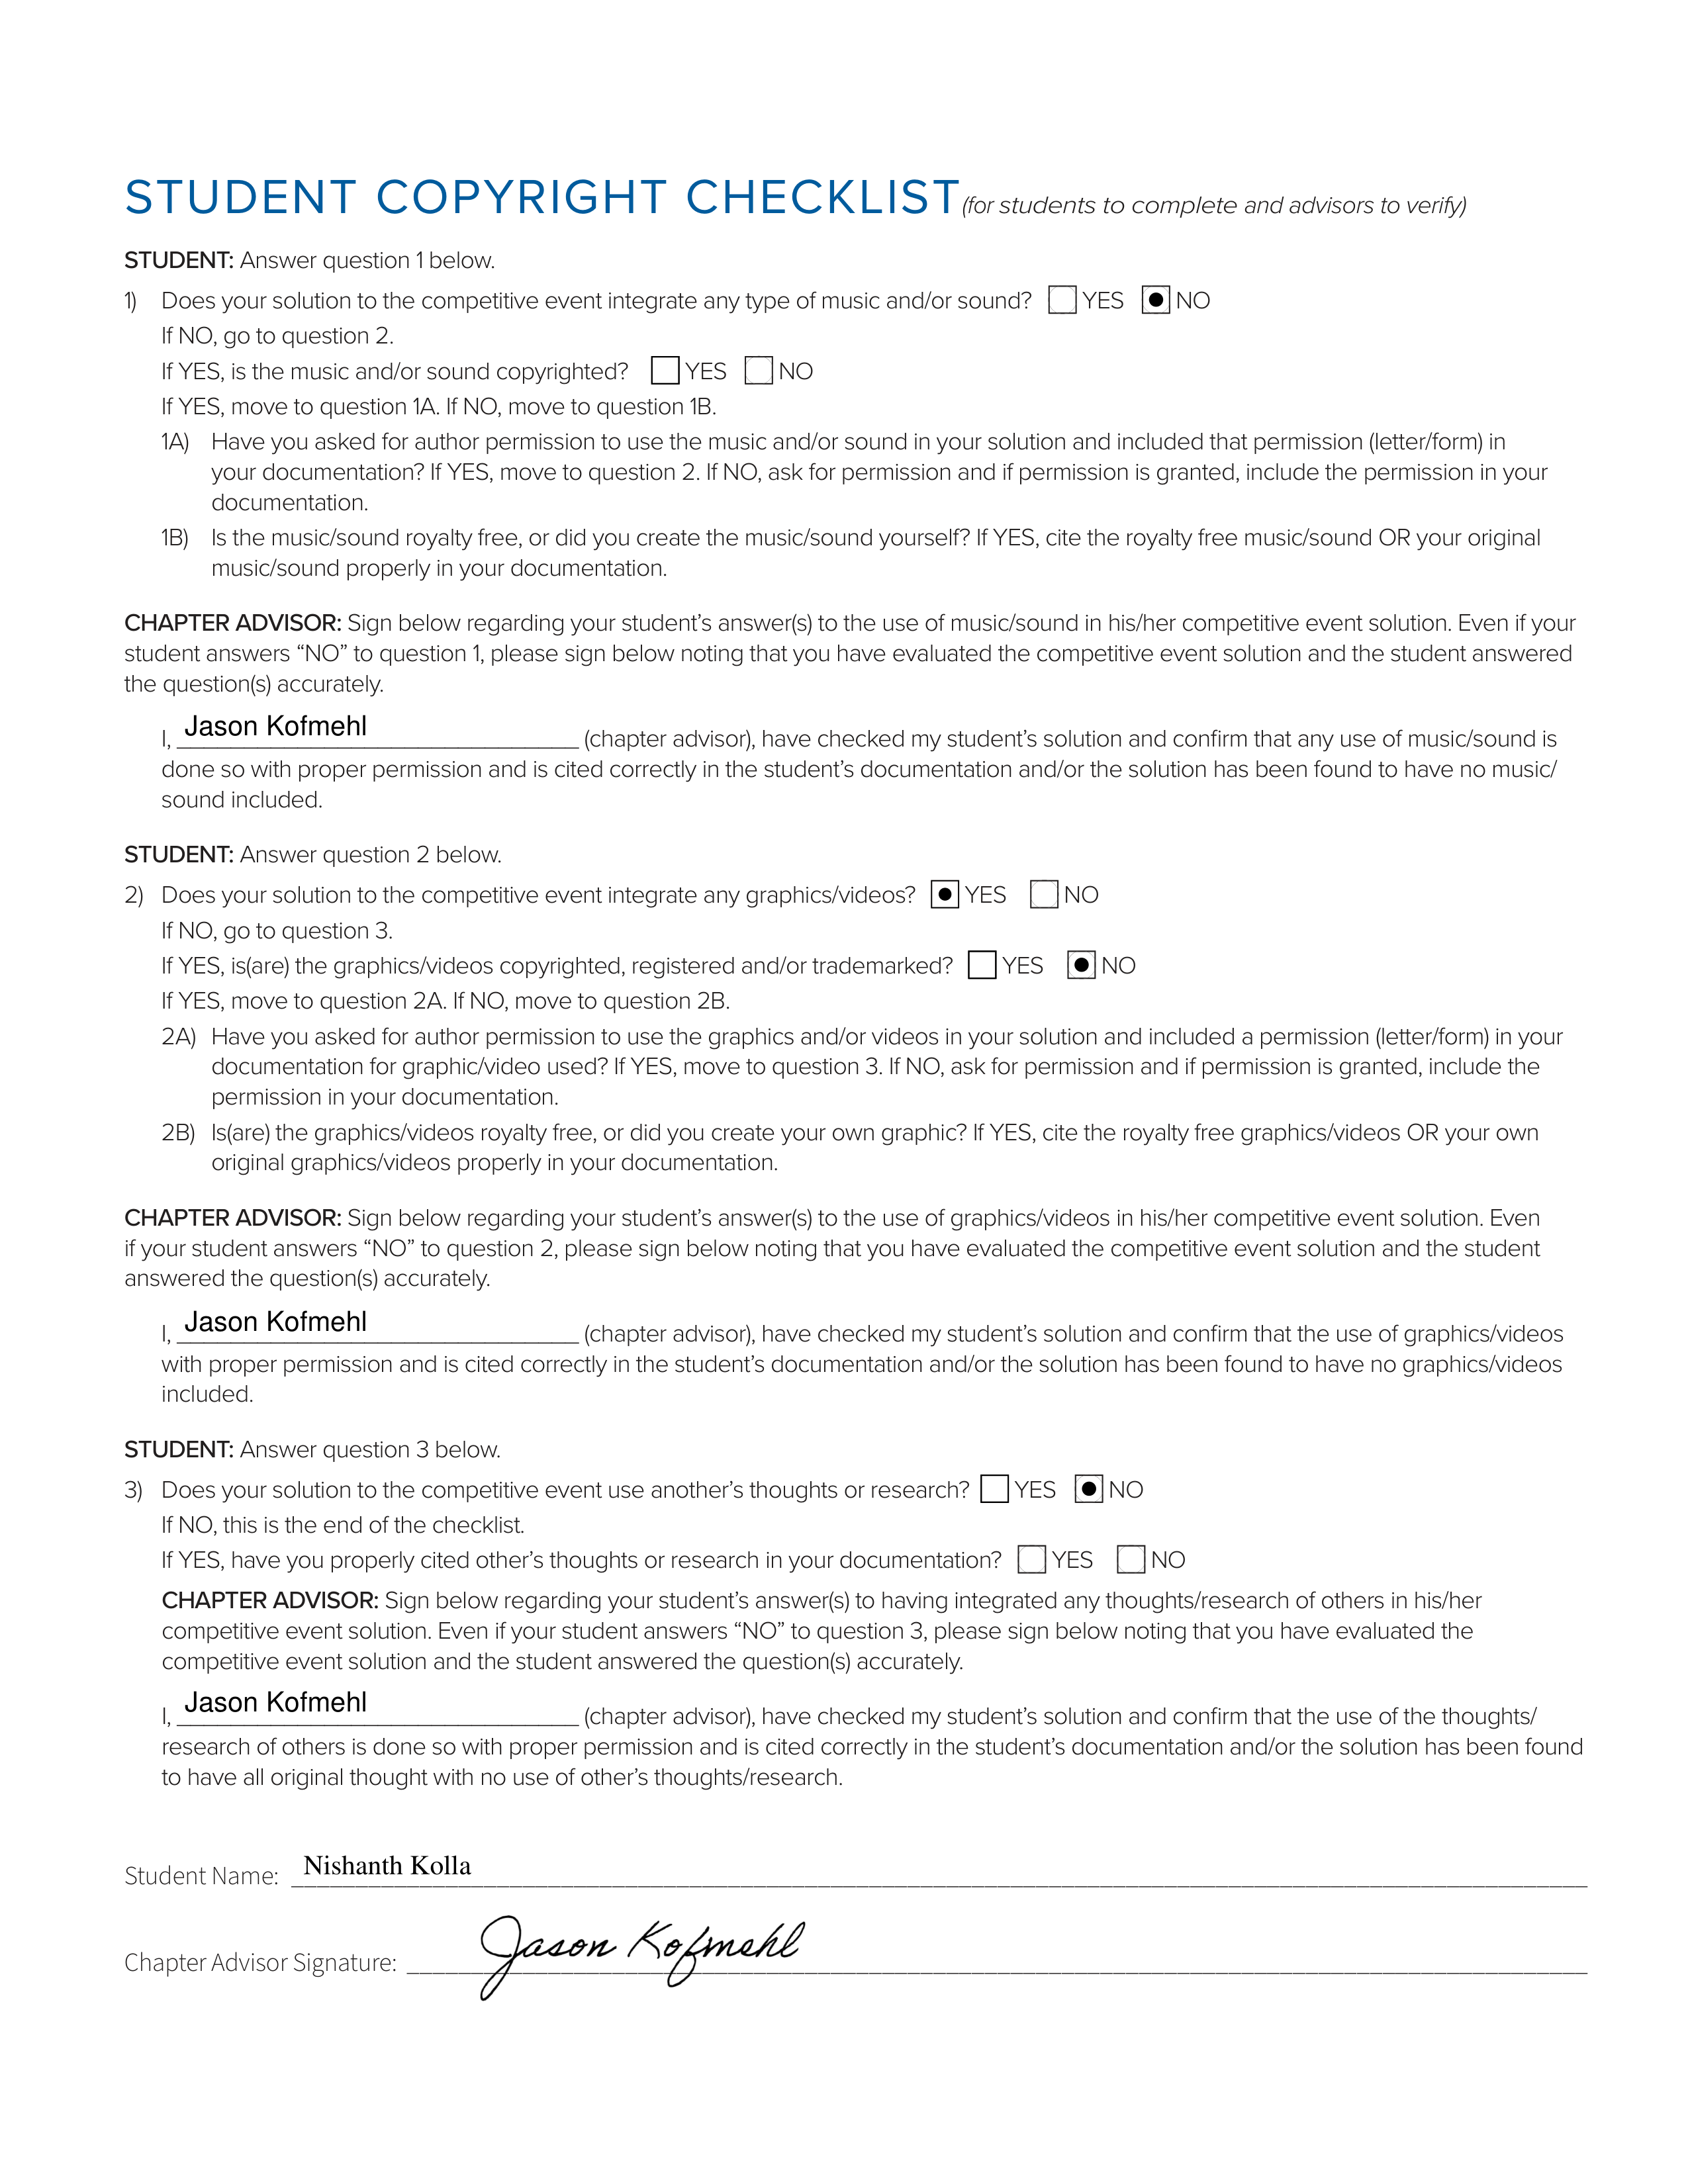 STUDENT COPYRIGHT CHECKLIST (for students to complete and advisors to verify)
STUDENT: Answer question 1 below.
1) Does your solution to the competitive event integrate any type of music and/or sound? YES NO
If NO, go to question 2.
If YES, is the music and/or sound copyrighted? YES NO
If YES, move to question 1A. If NO, move to question 1B.
1A) Have you asked for author permission to use the music and/or sound in your solution and included that permission (letter/form) in
your documentation? If YES, move to question 2. If NO, ask for permission and if permission is granted, include the permission in your
documentation.
1B) Is the music/sound royalty free, or did you create the music/sound yourself? If YES, cite the royalty free music/sound OR your original
music/sound properly in your documentation.
CHAPTER ADVISOR: Sign below regarding your student’s answer(s) to the use of music/sound in his/her competitive event solution. Even if your
student answers “NO” to question 1, please sign below noting that you have evaluated the competitive event solution and the student answered
the question(s) accurately.
I, Jason Kofmehl (chapter advisor), have checked my student’s solution and confirm that any use of music/sound is
done so with proper permission and is cited correctly in the student’s documentation and/or the solution has been found to have no music/
sound included.
STUDENT: Answer question 2 below.
2) Does your solution to the competitive event integrate any graphics/videos? YES NO
If NO, go to question 3.
If YES, is(are) the graphics/videos copyrighted, registered and/or trademarked? YES NO
If YES, move to question 2A. If NO, move to question 2B.
2A) Have you asked for author permission to use the graphics and/or videos in your solution and included a permission (letter/form) in your
documentation for graphic/video used? If YES, move to question 3. If NO, ask for permission and if permission is granted, include the
permission in your documentation.
2B) Is(are) the graphics/videos royalty free, or did you create your own graphic? If YES, cite the royalty free graphics/videos OR your own
original graphics/videos properly in your documentation.
CHAPTER ADVISOR: Sign below regarding your student’s answer(s) to the use of graphics/videos in his/her competitive event solution. Even
if your student answers “NO” to question 2, please sign below noting that you have evaluated the competitive event solution and the student
answered the question(s) accurately.
I, Jason Kofmehl (chapter advisor), have checked my student’s solution and confirm that the use of graphics/videos
with proper permission and is cited correctly in the student’s documentation and/or the solution has been found to have no graphics/videos
included.
STUDENT: Answer question 3 below.
3) Does your solution to the competitive event use another’s thoughts or research? YES NO
If NO, this is the end of the checklist.
If YES, have you properly cited other’s thoughts or research in your documentation? YES NO
CHAPTER ADVISOR: Sign below regarding your student’s answer(s) to having integrated any thoughts/research of others in his/her
competitive event solution. Even if your student answers “NO” to question 3, please sign below noting that you have evaluated the
competitive event solution and the student answered the question(s) accurately.
I, Jason Kofmehl (chapter advisor), have checked my student’s solution and confirm that the use of the thoughts/
research of others is done so with proper permission and is cited correctly in the student’s documentation and/or the solution has been found
to have all original thought with no use of other’s thoughts/research.
Student Name: Nishanth Kolla
Chapter Advisor Signature: Jason Kofmehl